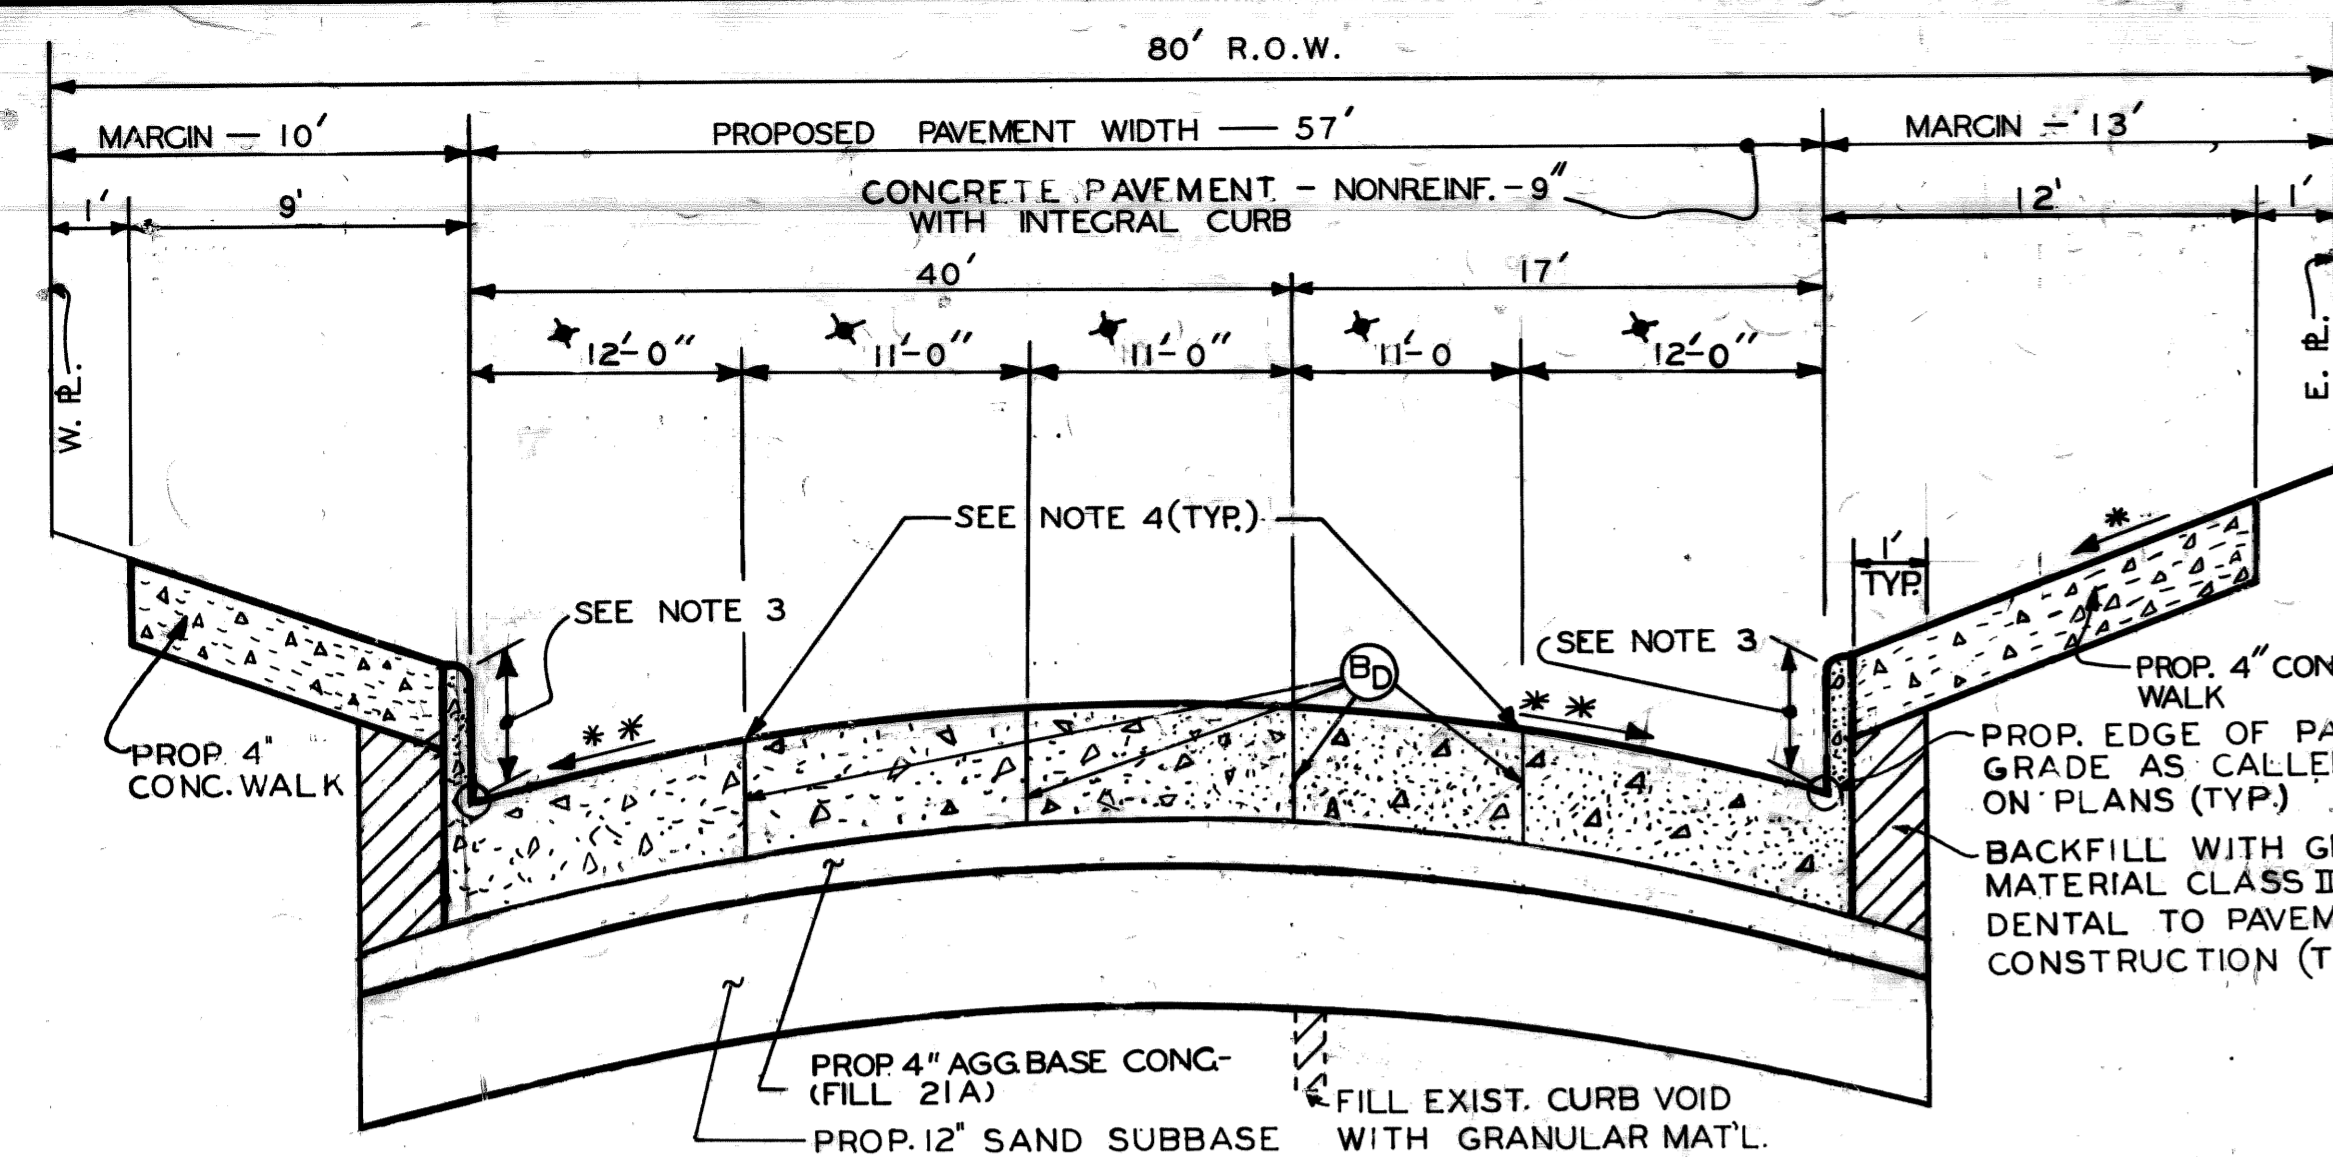 80' R.O.W.
MARGIN — 10'
PROPOSED PAVEMENT WIDTH — 57'
MARGIN - 13'
CONCRETE PAVEMENT - NONREINF. - 9"
WITH INTEGRAL CURB
1'
9'
12'
1'
40'
17'
12'-0"
11'-0"
11'-0"
11'-0
12'-0"
W. PL.
E. PL.
SEE NOTE 4 (TYP.)
*
1'
TYP.
SEE NOTE 3
SEE NOTE 3
BD
* *
* *
PROP. 4"
CONC. WALK
PROP. 4" CON
WALK
PROP. EDGE OF PA
GRADE AS CALLE
ON PLANS (TYP.)
BACKFILL WITH G
MATERIAL CLASS II
DENTAL TO PAVEM
CONSTRUCTION (T
PROP. 4" AGG. BASE CONC-
(FILL 21A)
PROP. 12" SAND SUBBASE
FILL EXIST. CURB VOID
WITH GRANULAR MAT'L.